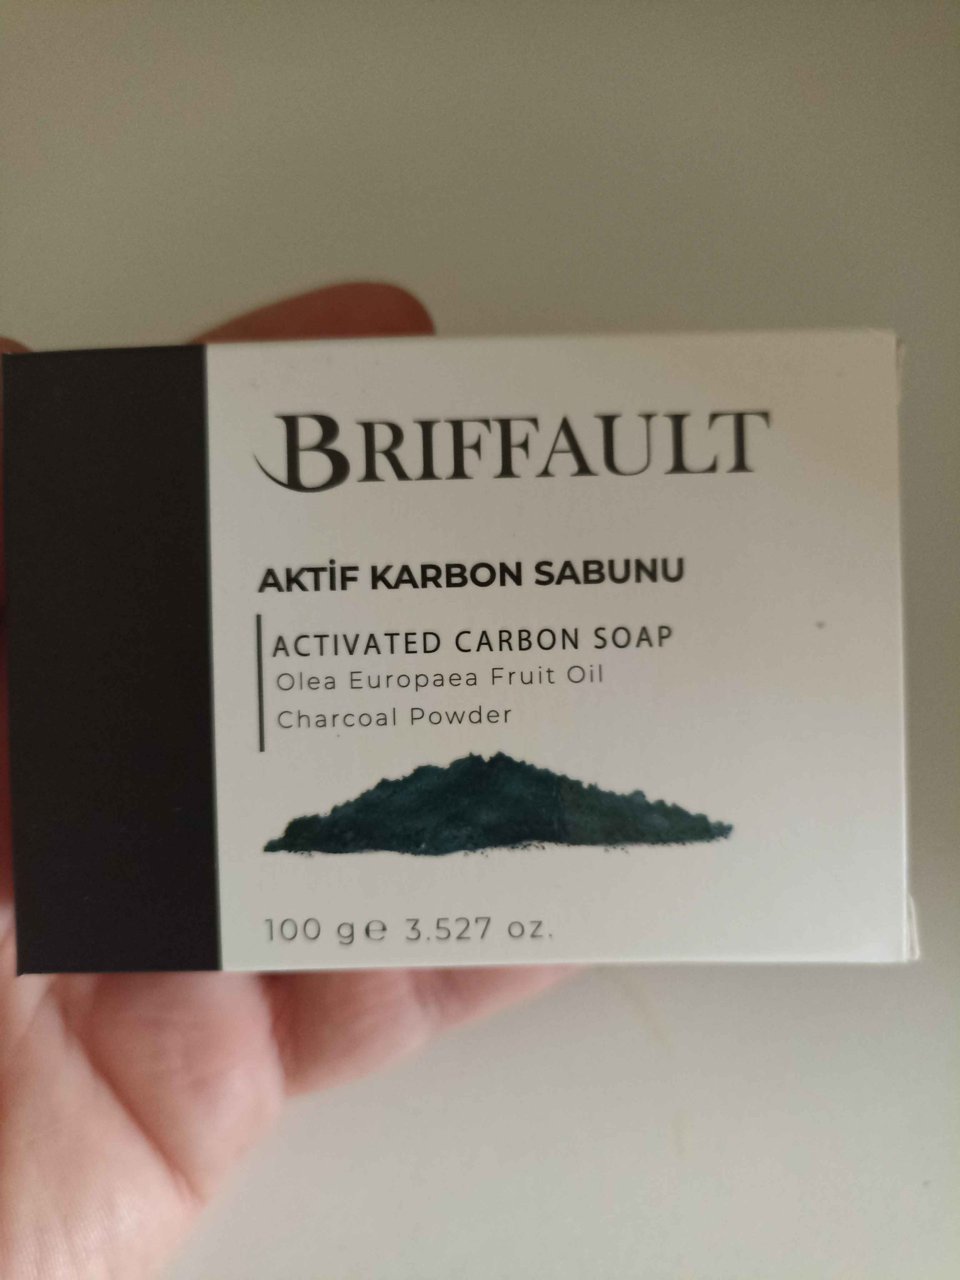 BRIFFAULT
AKTİF KARBON SABUNU
ACTIVATED CARBON SOAP
Olea Europaea Fruit Oil
Charcoal Powder
100 g ℮ 3.527 oz.